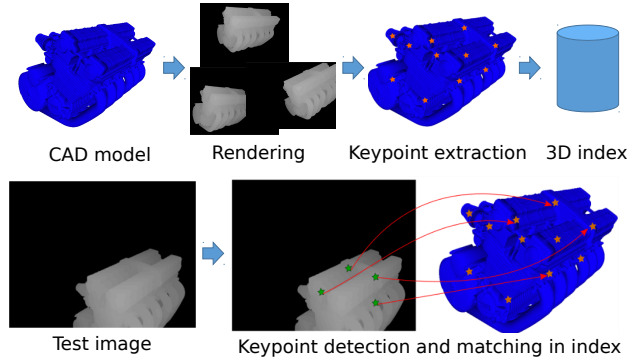 CAD model
Rendering
Keypoint extraction
3D index
Test image
Keypoint detection and matching in index